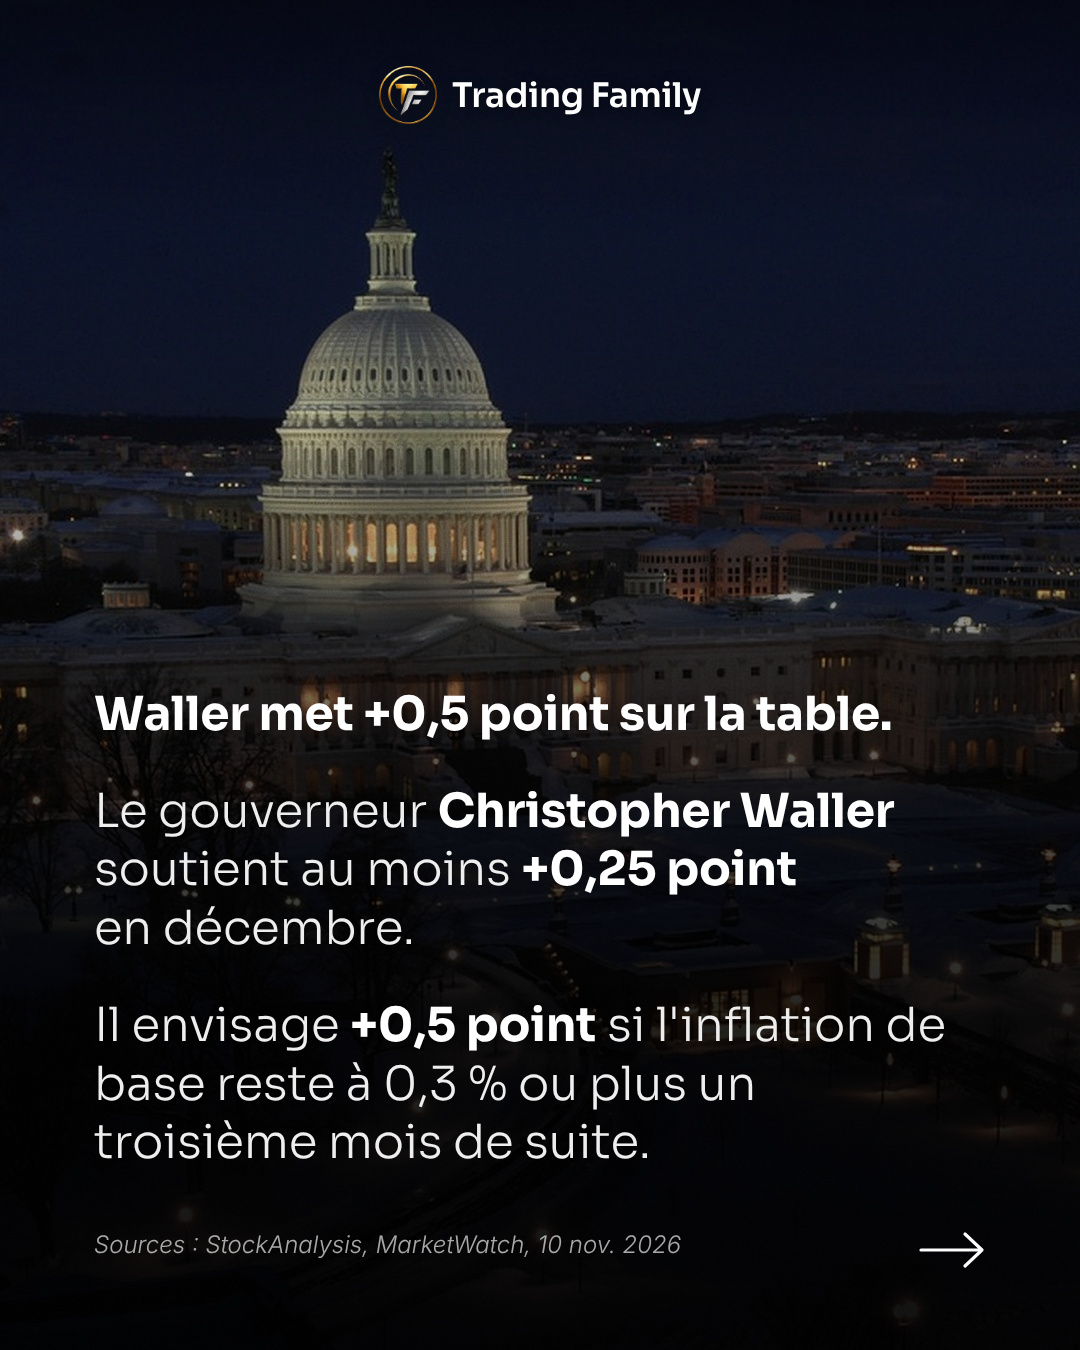 TF
Trading Family
Waller met +0,5 point sur la table.
Le gouverneur Christopher Waller
soutient au moins +0,25 point
en décembre.
Il envisage +0,5 point si l'inflation de
base reste à 0,3 % ou plus un
troisième mois de suite.
Sources : StockAnalysis, MarketWatch, 10 nov. 2026